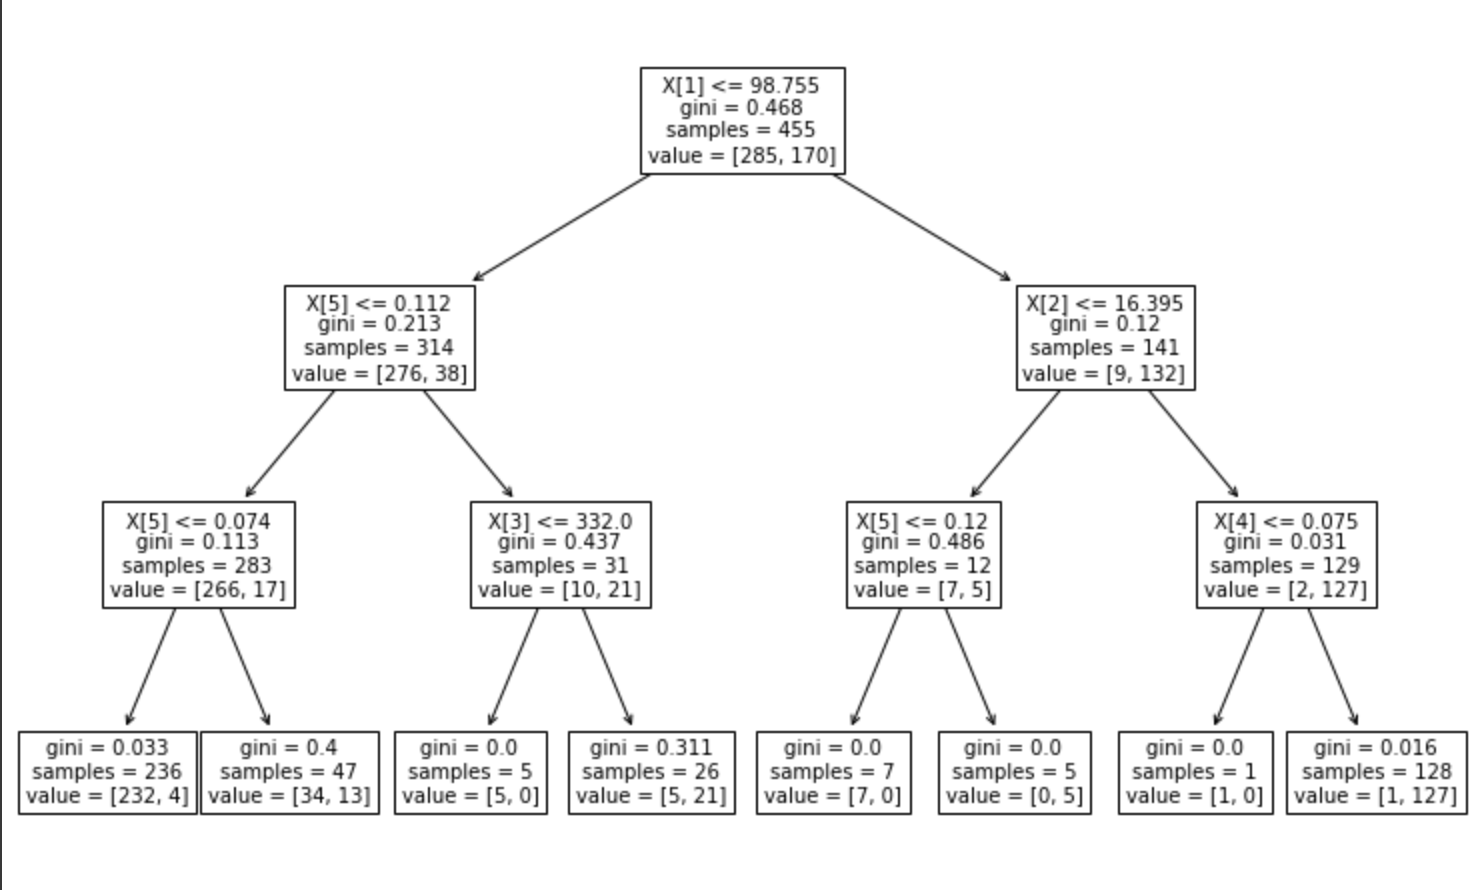 X[1] <= 98.755
gini = 0.468
samples = 455
value = [285, 170]
X[5] <= 0.112
gini = 0.213
samples = 314
value = [276, 38]
X[2] <= 16.395
gini = 0.12
samples = 141
value = [9, 132]
X[5] <= 0.074
gini = 0.113
samples = 283
value = [266, 17]
X[3] <= 332.0
gini = 0.437
samples = 31
value = [10, 21]
X[5] <= 0.12
gini = 0.486
samples = 12
value = [7, 5]
X[4] <= 0.075
gini = 0.031
samples = 129
value = [2, 127]
gini = 0.033
samples = 236
value = [232, 4]
gini = 0.4
samples = 47
value = [34, 13]
gini = 0.0
samples = 5
value = [5, 0]
gini = 0.311
samples = 26
value = [5, 21]
gini = 0.0
samples = 7
value = [7, 0]
gini = 0.0
samples = 5
value = [0, 5]
gini = 0.0
samples = 1
value = [1, 0]
gini = 0.016
samples = 128
value = [1, 127]